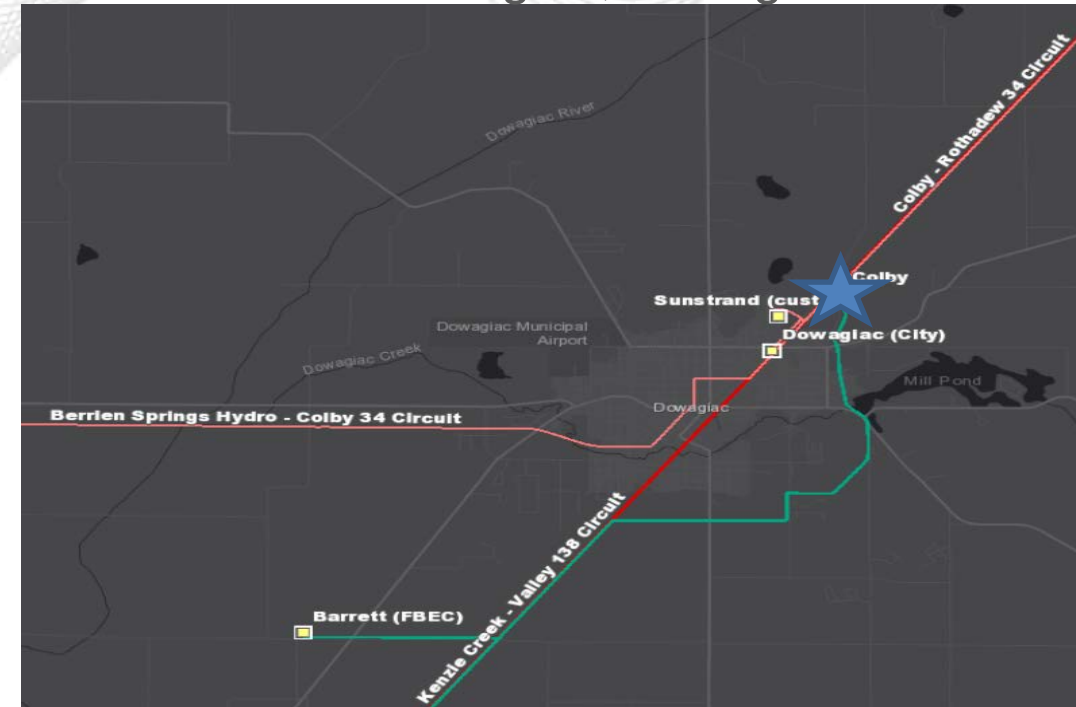 Dowagiac River
Colby - Rothadew 34 Circuit
Colby
Sunstrand (cust
Dowagiac Municipal
Airport
Dowagiac (City)
Dowagiac Creek
Mill Pond
Dowagiac
Berrien Springs Hydro - Colby 34 Circuit
Kenzie Creek - Valley 138 Circuit
Barrett (FBEC)